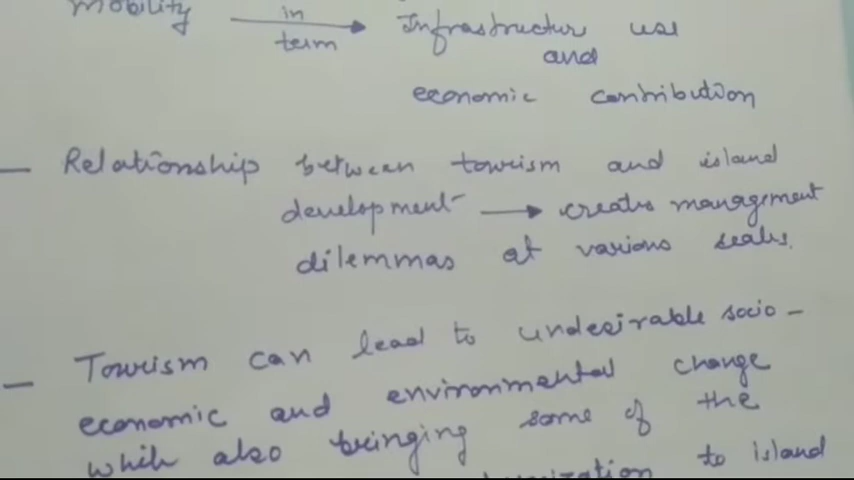 mobility in Infrastructur use
term and
economic contribution
— Relationship between tourism and island
development → creates management
dilemmas at various scales.
— Tourism can lead to undesirable socio -
economic and environmental change
while also bringing some of the
to island